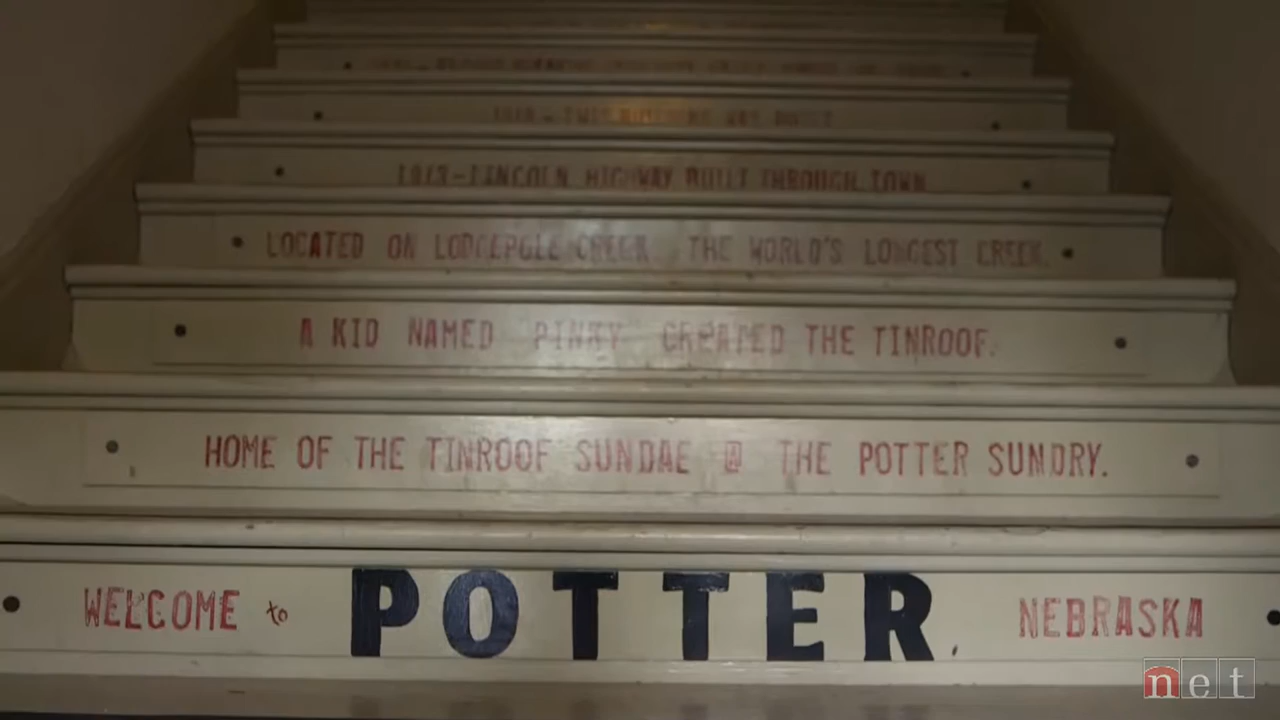 1913-LINCOLN HIGHWAY BUILT THROUGH TOWN
LOCATED ON LODGEPOLE CREEK. THE WORLD'S LONGEST CREEK.
A KID NAMED PINKY CREATED THE TINROOF.
HOME OF THE TINROOF SUNDAE @ THE POTTER SUNDRY.
WELCOME to POTTER, NEBRASKA
net